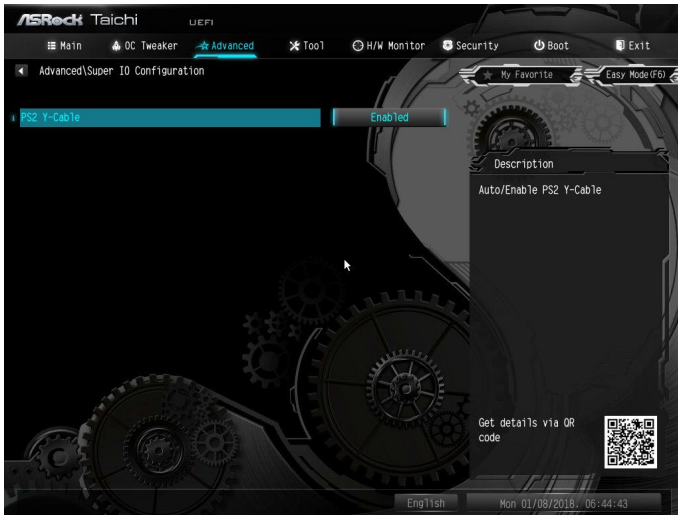 ASRock Taichi UEFI
Main OC Tweaker Advanced Tool H/W Monitor Security Boot Exit
Advanced\Super IO Configuration
My Favorite Easy Mode(F6)
PS2 Y-Cable Enabled
Description
Auto/Enable PS2 Y-Cable
Get details via QR
code
English Mon 01/08/2018. 06:44:43